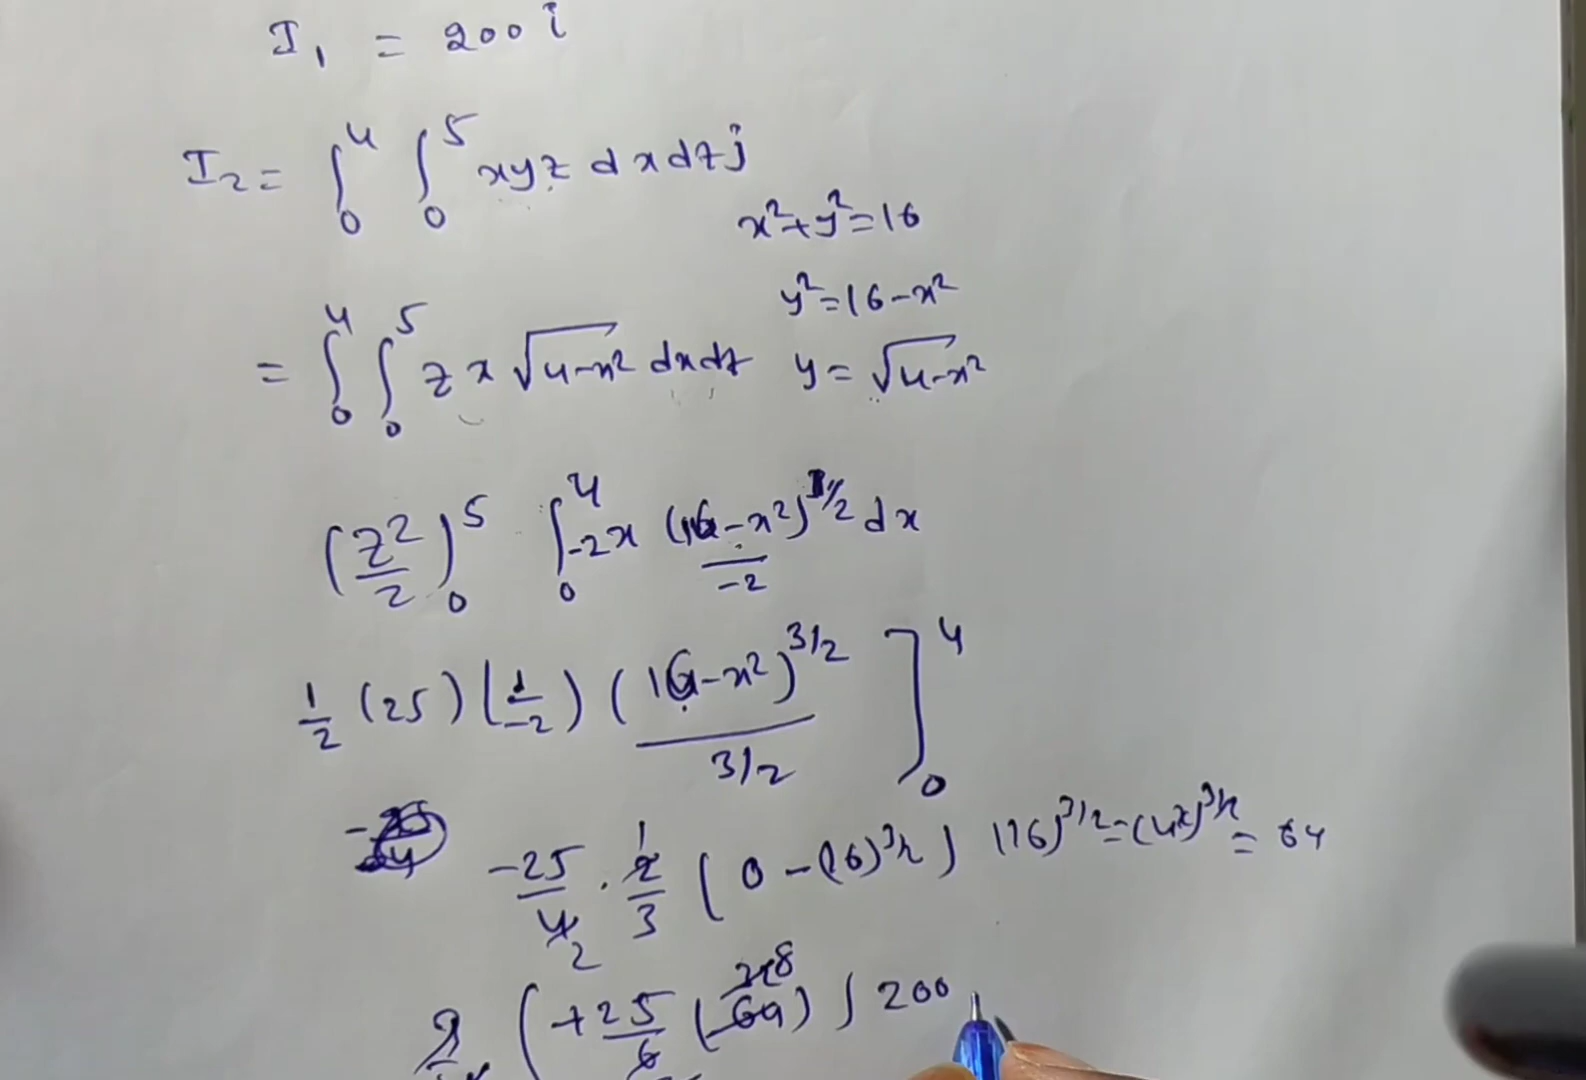 I₁ = 200 i
I₂ = ∫₀⁴ ∫₀⁵ xyz dx dz j
x² + y² = 16
y² = 16 - x²
= ∫₀⁴ ∫₀⁵ z x √(4-x²) dx dz    y = √(4-x²)
(z²/2)₀⁵ ∫₀⁴ -2x (16-x²)^1/2 / -2 dx
1/2 (25) (1/-2) ( (16-x²)^3/2 / 3/2 ]₀⁴
-25/4 2 . 2 1/3 ( 0 - (16)^3/2 ) (16)^3/2 = (4²)^3/2 = 64
( +25/6 (64) ) 200